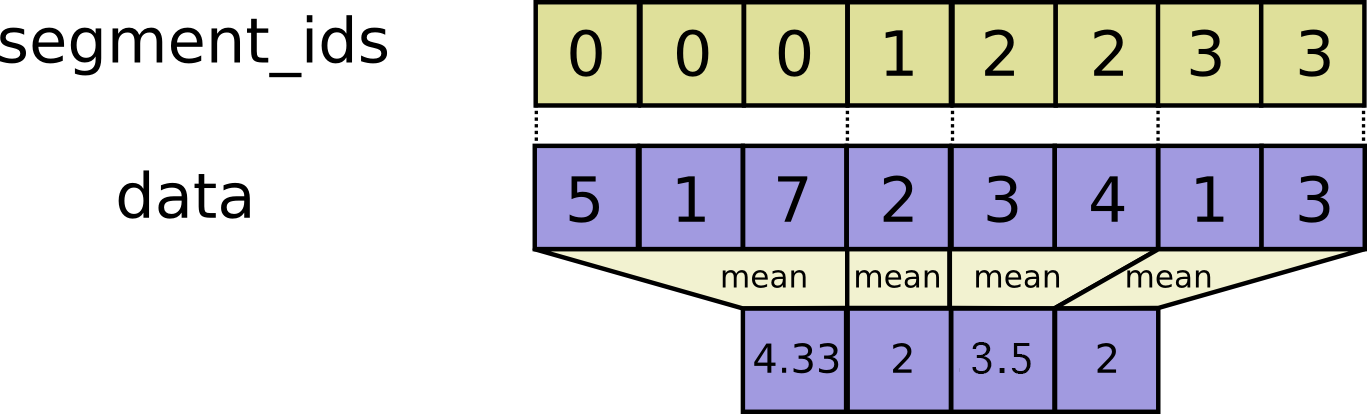 segment_ids 0 0 0 1 2 2 3 3
data 5 1 7 2 3 4 1 3
mean mean mean mean
4.33 2 3.5 2